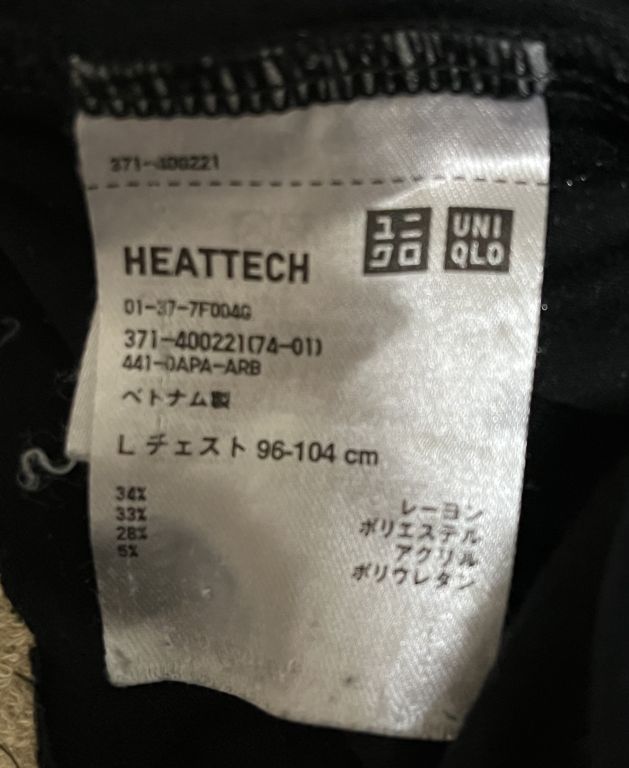 371-400221
ユニクロ
UNIQLO
HEATTECH
01-37-7F004G
371-400221(74-01)
441-0APA-ARB
ベトナム製
L チェスト 96-104 cm
34% レーヨン
33% ポリエステル
28% アクリル
5% ポリウレタン